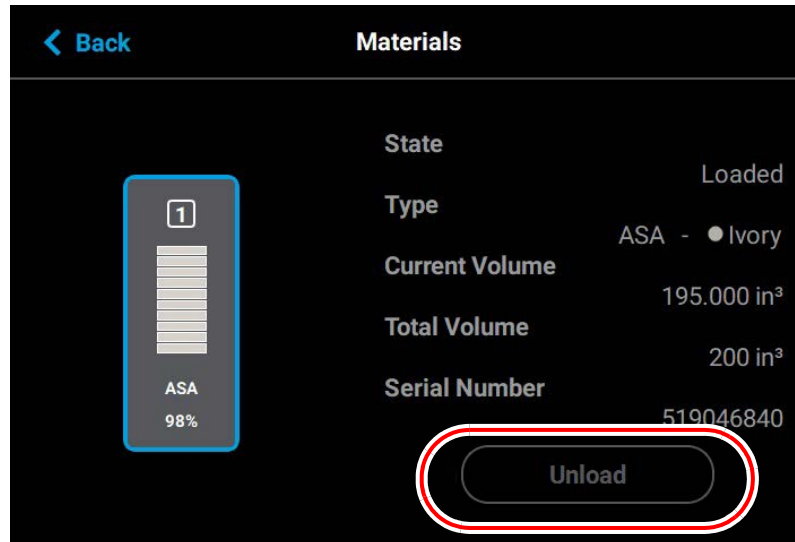 Back
Materials
1
ASA
98%
State
Loaded
Type
ASA - Ivory
Current Volume
195.000 in³
Total Volume
200 in³
Serial Number
519046840
Unload